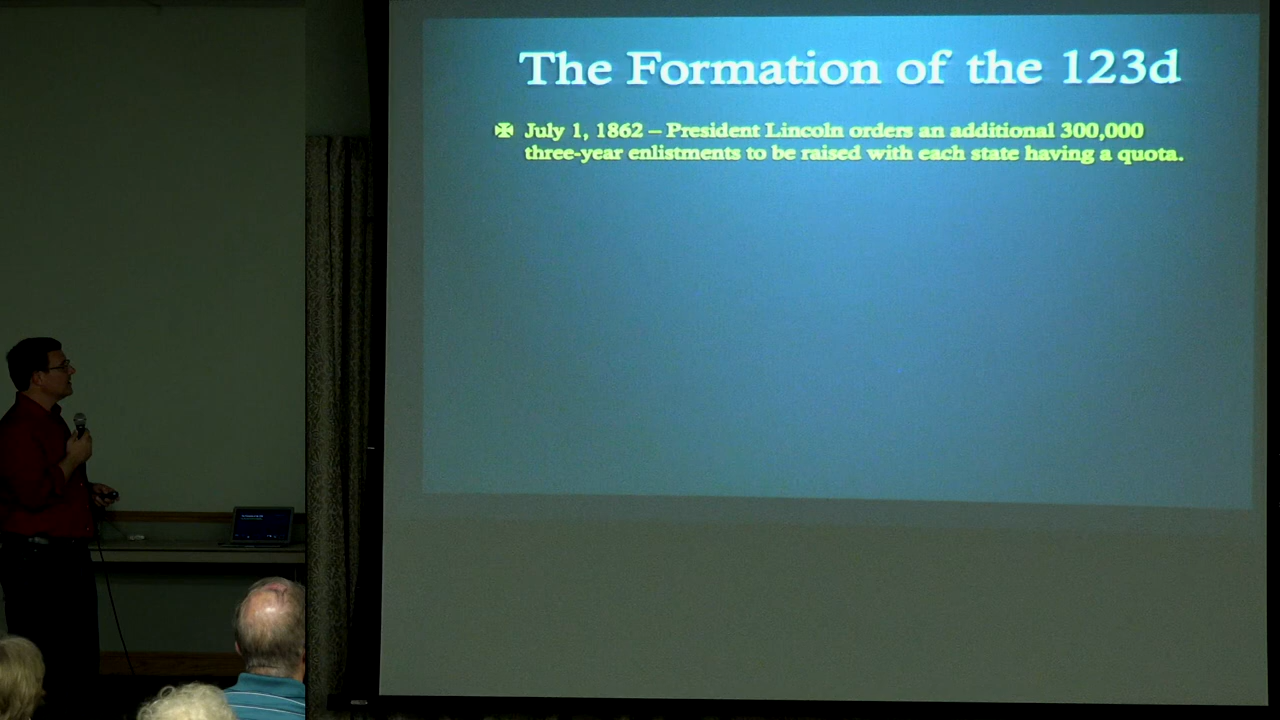 The Formation of the 123d
✠ July 1, 1862 – President Lincoln orders an additional 300,000
three-year enlistments to be raised with each state having a quota.